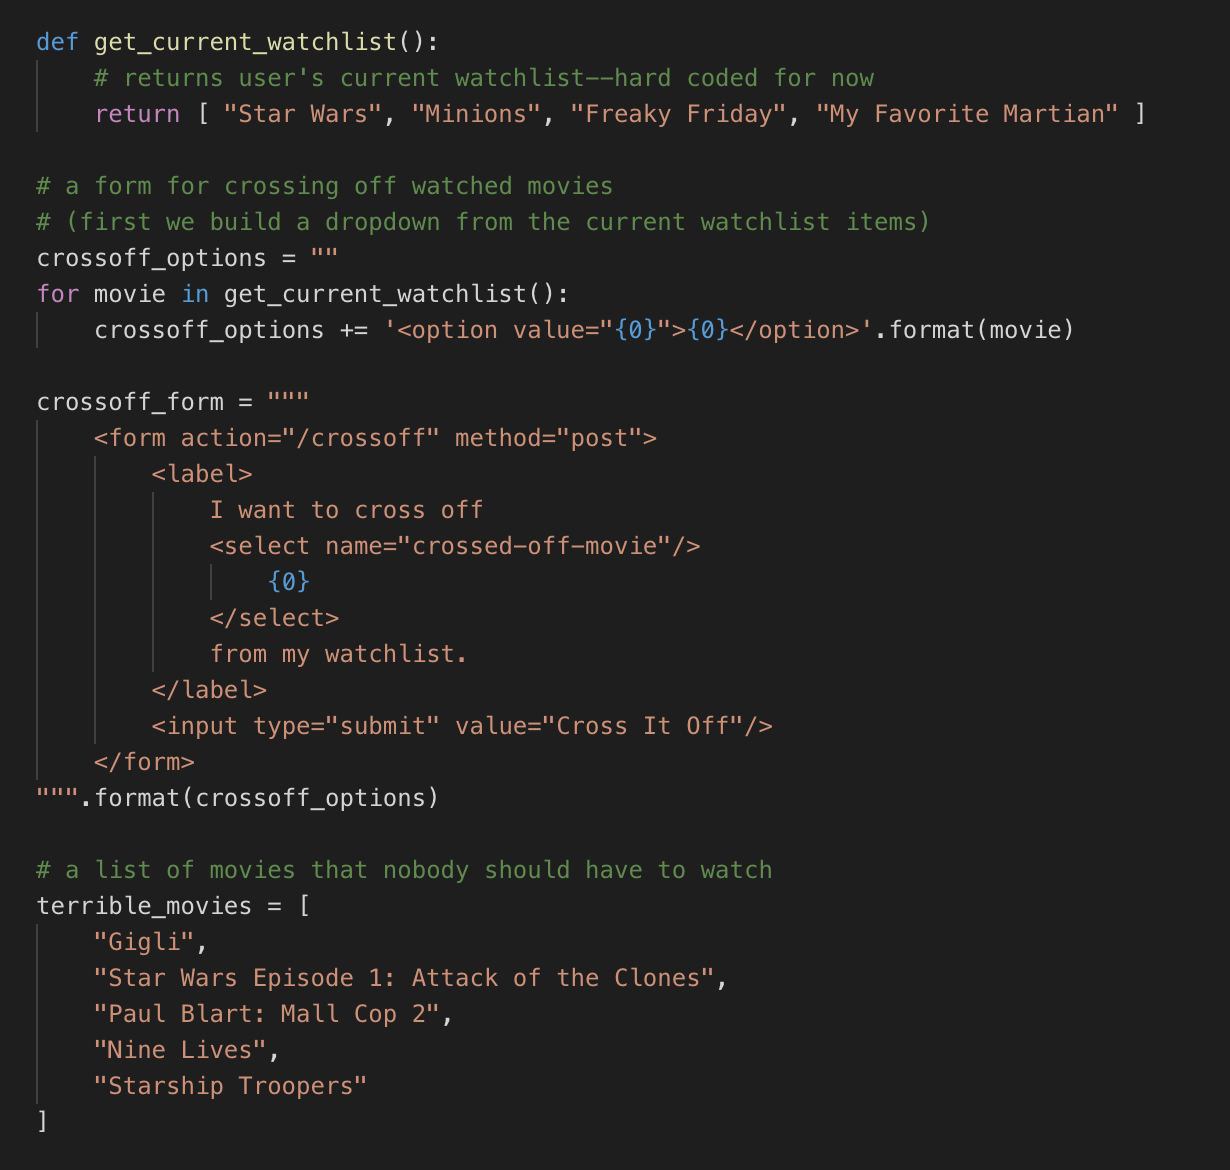 def get_current_watchlist():
    # returns user's current watchlist--hard coded for now
    return [ "Star Wars", "Minions", "Freaky Friday", "My Favorite Martian" ]

# a form for crossing off watched movies
# (first we build a dropdown from the current watchlist items)
crossoff_options = ""
for movie in get_current_watchlist():
    crossoff_options += '<option value="{0}">{0}</option>'.format(movie)

crossoff_form = """
    <form action="/crossoff" method="post">
        <label>
            I want to cross off
            <select name="crossed-off-movie"/>
                {0}
            </select>
            from my watchlist.
        </label>
        <input type="submit" value="Cross It Off"/>
    </form>
""".format(crossoff_options)

# a list of movies that nobody should have to watch
terrible_movies = [
    "Gigli",
    "Star Wars Episode 1: Attack of the Clones",
    "Paul Blart: Mall Cop 2",
    "Nine Lives",
    "Starship Troopers"
]